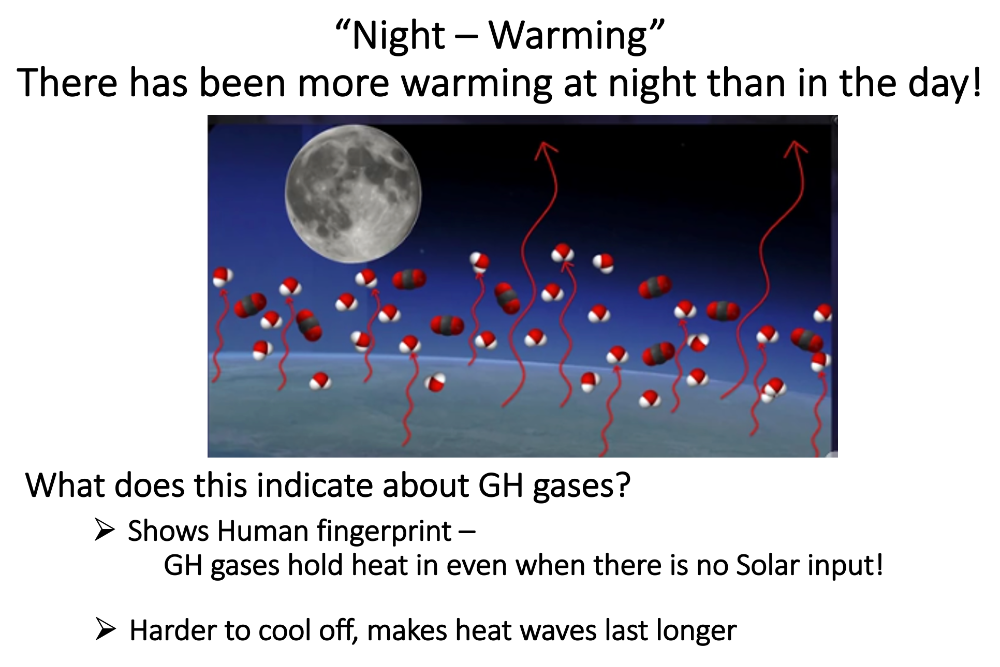 “Night – Warming”
There has been more warming at night than in the day!
What does this indicate about GH gases?
➢ Shows Human fingerprint –
GH gases hold heat in even when there is no Solar input!
➢ Harder to cool off, makes heat waves last longer